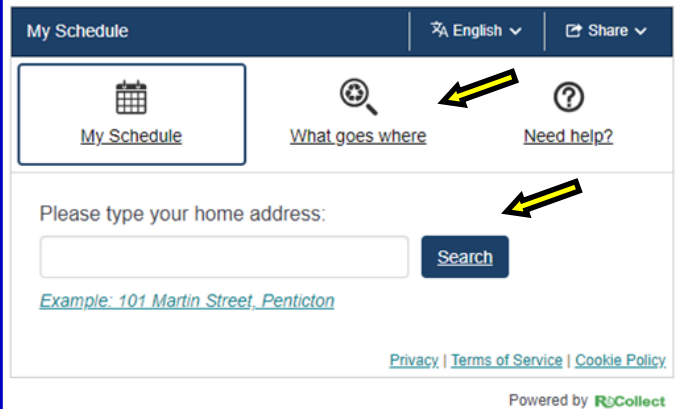 My Schedule
English
Share
My Schedule
What goes where
Need help?
Please type your home address:
Search
Example: 101 Martin Street, Penticton
Privacy | Terms of Service | Cookie Policy
Powered by ReCollect